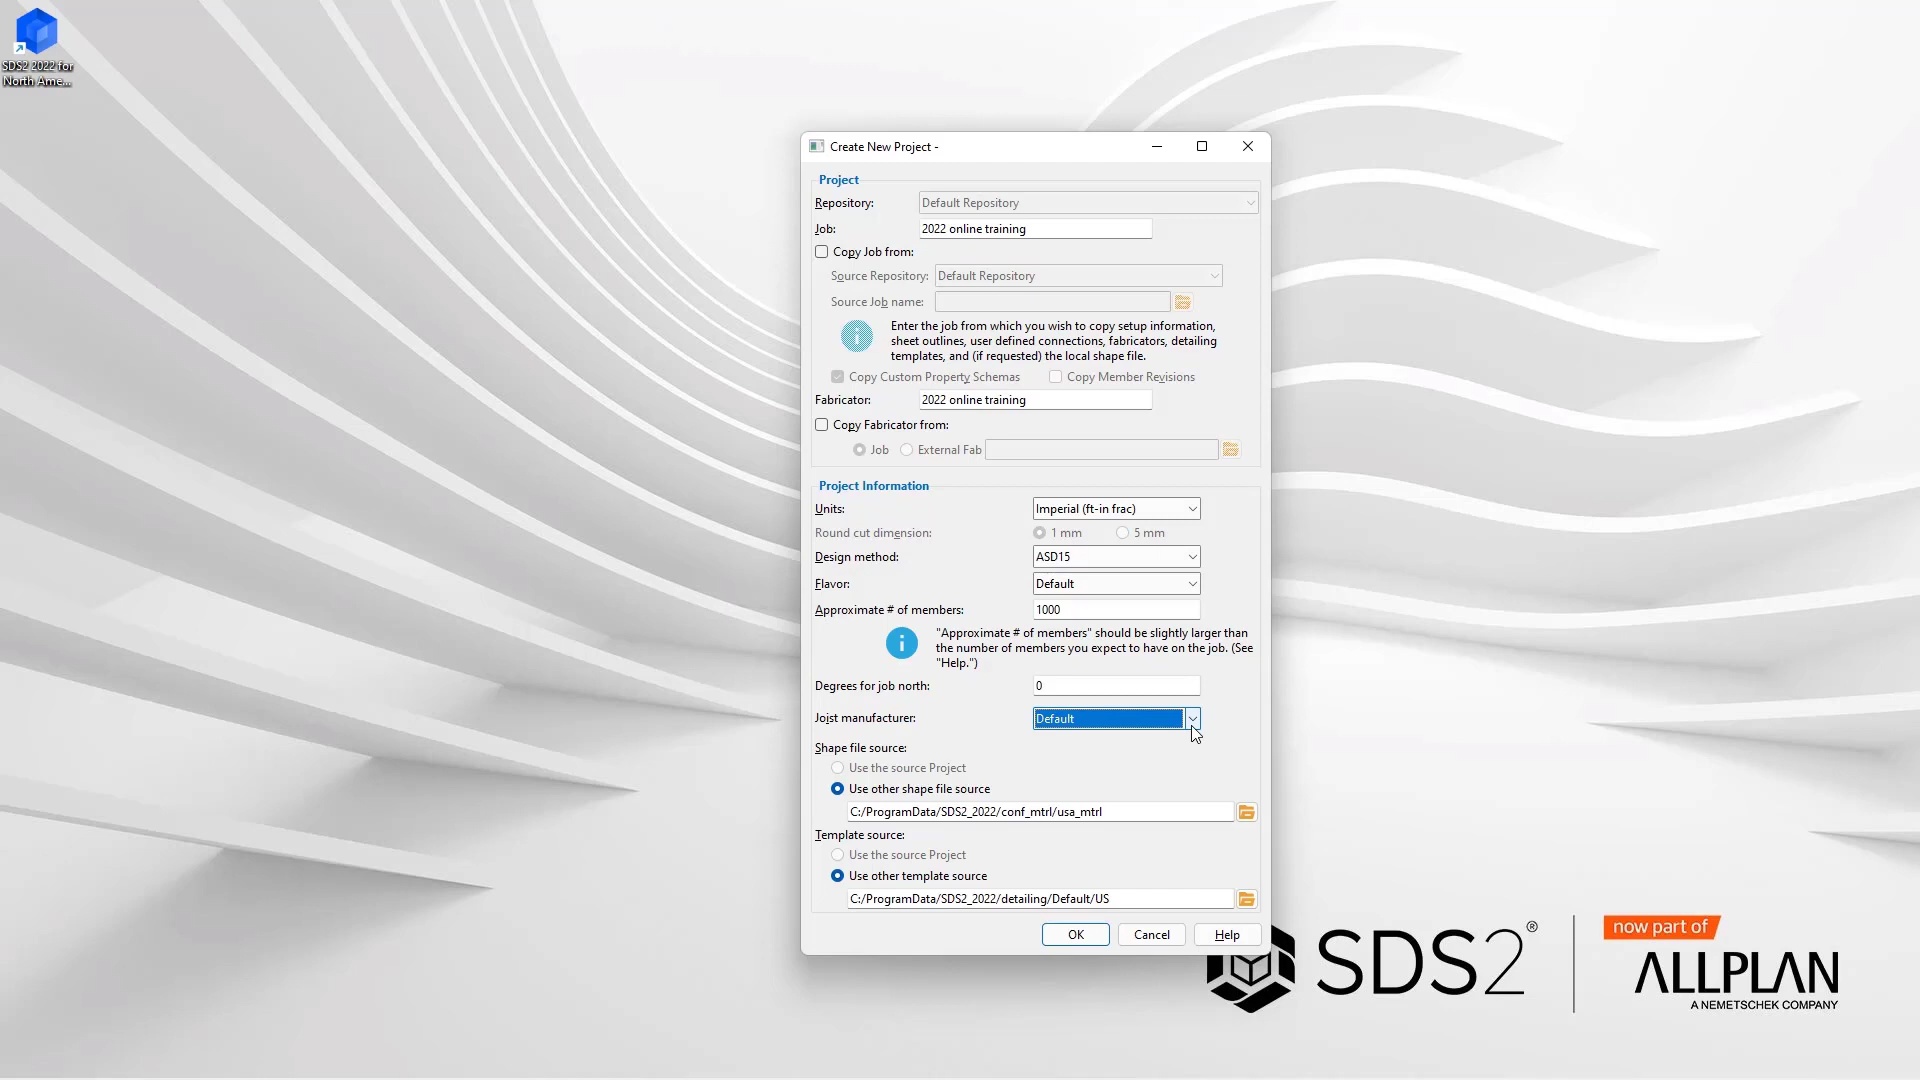 SDS2 2022 for
North Ame...
Create New Project -
Project
Repository:
Default Repository
Job:
2022 online training
Copy Job from:
Source Repository:
Default Repository
Source Job name:
Enter the job from which you wish to copy setup information,
sheet outlines, user defined connections, fabricators, detailing
templates, and (if requested) the local shape file.
Copy Custom Property Schemas
Copy Member Revisions
Fabricator:
2022 online training
Copy Fabricator from:
Job
External Fab
Project Information
Units:
Imperial (ft-in frac)
Round cut dimension:
1 mm
5 mm
Design method:
ASD15
Flavor:
Default
Approximate # of members:
1000
"Approximate # of members" should be slightly larger than
the number of members you expect to have on the job. (See
"Help.")
Degrees for job north:
0
Joist manufacturer:
Default
Shape file source:
Use the source Project
Use other shape file source
C:/ProgramData/SDS2_2022/conf_mtrl/usa_mtrl
Template source:
Use the source Project
Use other template source
C:/ProgramData/SDS2_2022/detailing/Default/US
OK
Cancel
Help
SDS2®
now part of
ALLPLAN
A NEMETSCHEK COMPANY